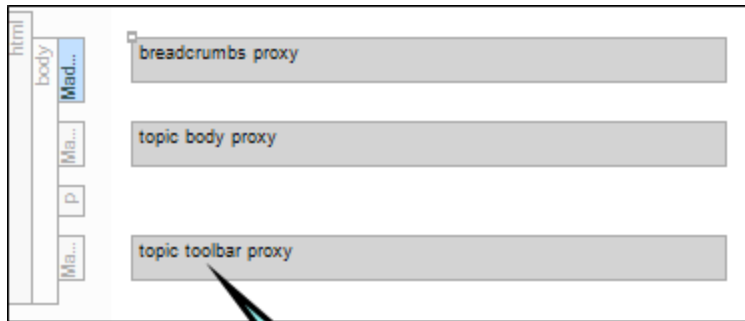 html
body
Mad...
breadcrumbs proxy
Ma...
topic body proxy
p
Ma...
topic toolbar proxy